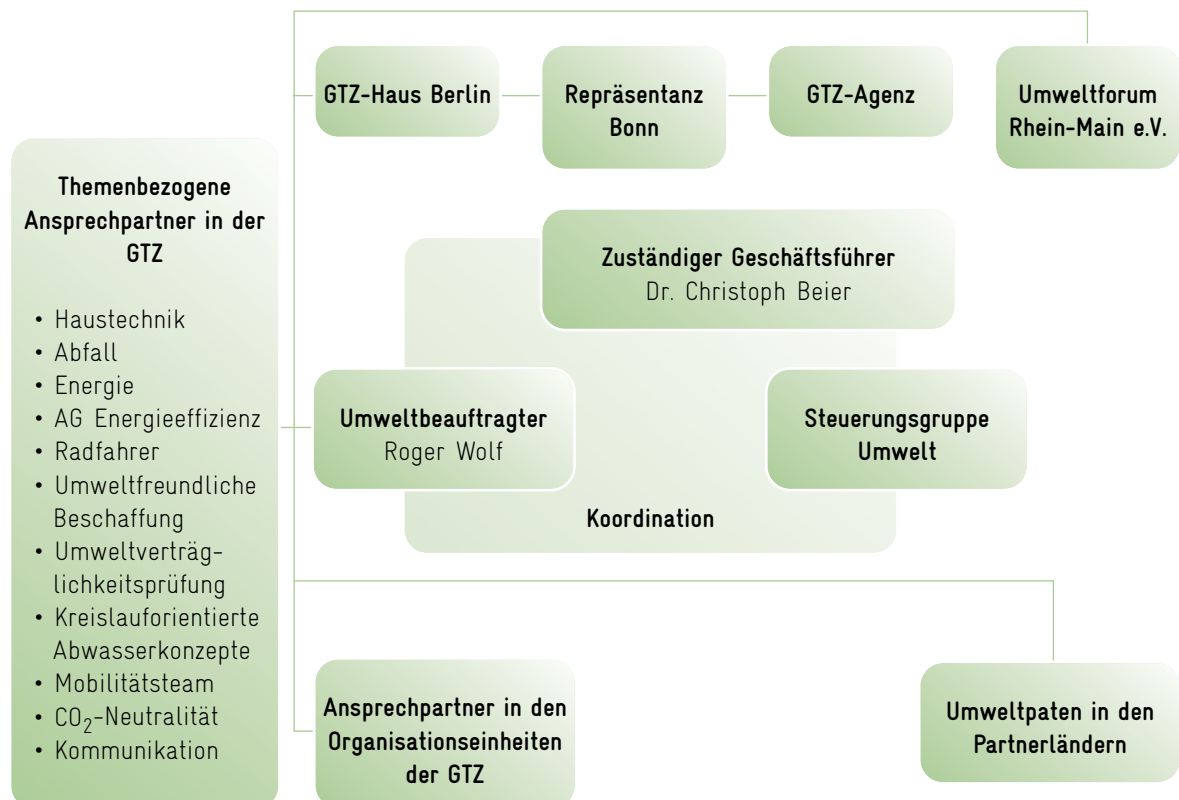 GTZ-Haus Berlin
Repräsentanz
Bonn
GTZ-Agenz
Umweltforum
Rhein-Main e.V.
Themenbezogene
Ansprechpartner in der
GTZ
• Haustechnik
• Abfall
• Energie
• AG Energieeffizienz
• Radfahrer
• Umweltfreundliche
Beschaffung
• Umweltverträg-
lichkeitsprüfung
• Kreislauforientierte
Abwasserkonzepte
• Mobilitätsteam
• CO₂-Neutralität
• Kommunikation
Zuständiger Geschäftsführer
Dr. Christoph Beier
Umweltbeauftragter
Roger Wolf
Steuerungsgruppe
Umwelt
Koordination
Ansprechpartner in den
Organisationseinheiten
der GTZ
Umweltpaten in den
Partnerländern